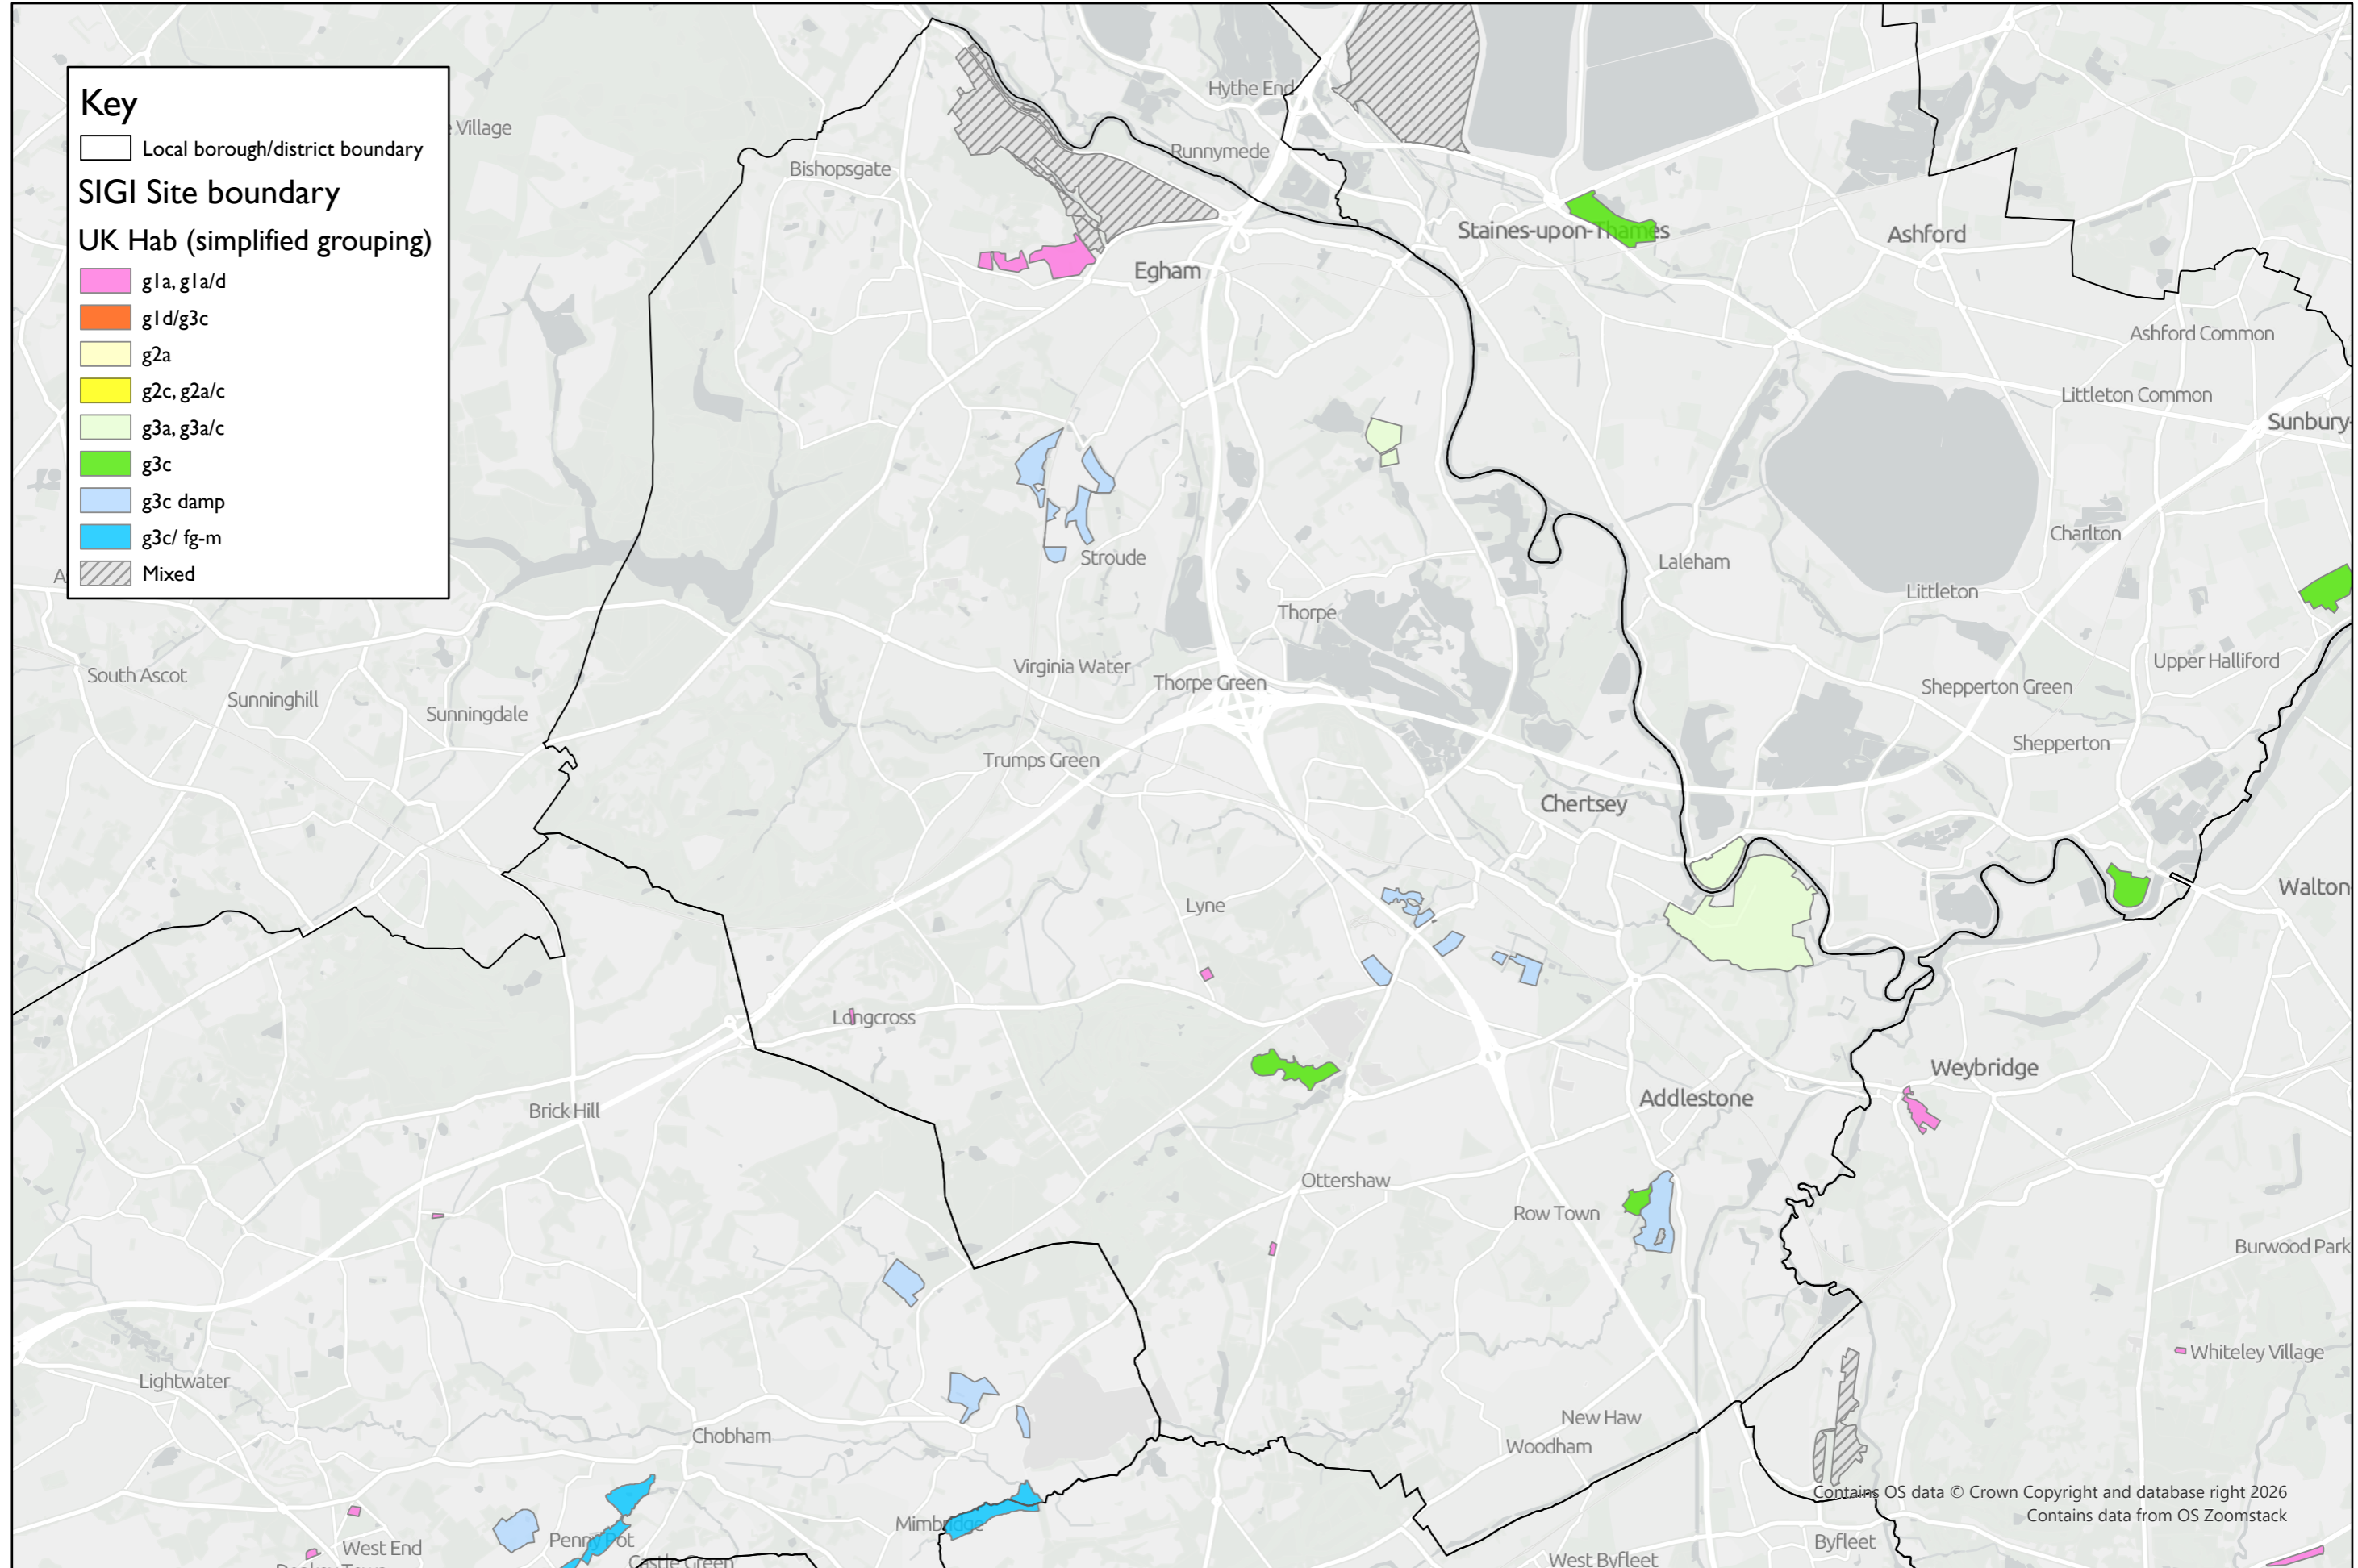 Key
Local borough/district boundary
SIGI Site boundary
UK Hab (simplified grouping)
g1a, g1a/d
g1d/g3c
g2a
g2c, g2a/c
g3a, g3a/c
g3c
g3c damp
g3c/ fg-m
Mixed
Village
Hythe End
Bishopsgate
Runnymede
Staines-upon-Thames
Ashford
Egham
Ashford Common
Littleton Common
Sunbury-
Charlton
Stroude
Laleham
Littleton
Thorpe
Virginia Water
Upper Halliford
South Ascot
Thorpe Green
Shepperton Green
Sunninghill
Sunningdale
Shepperton
Trumps Green
Chertsey
Walton
Lyne
Longcross
Weybridge
Addlestone
Brick Hill
Ottershaw
Row Town
Burwood Park
Whiteley Village
Lightwater
New Haw
Chobham
Woodham
Contains OS data © Crown Copyright and database right 2026
Contains data from OS Zoomstack
Mimbridge
Penny Pot
West End
Byfleet
Castle Green
West Byfleet